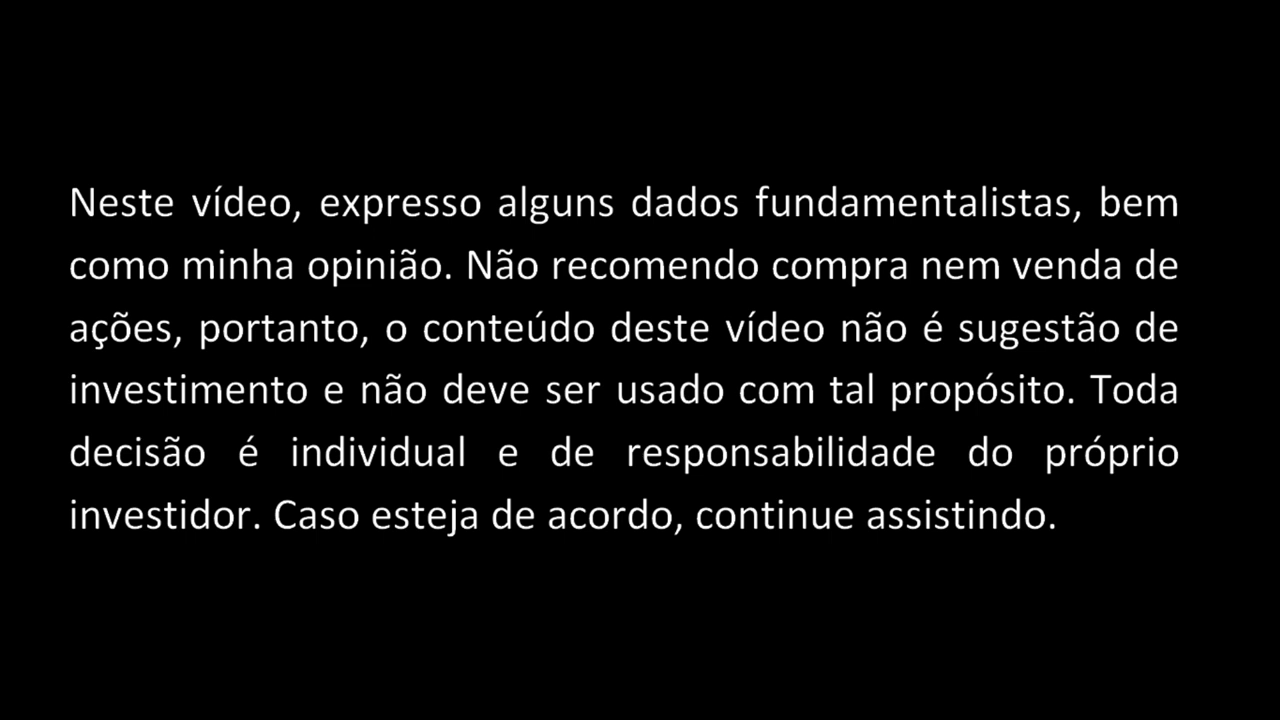 Neste vídeo, expresso alguns dados fundamentalistas, bem
como minha opinião. Não recomendo compra nem venda de
ações, portanto, o conteúdo deste vídeo não é sugestão de
investimento e não deve ser usado com tal propósito. Toda
decisão é individual e de responsabilidade do próprio
investidor. Caso esteja de acordo, continue assistindo.